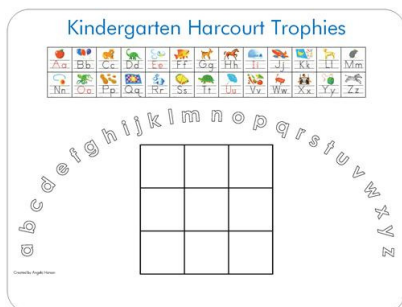 Kindergarten Harcourt Trophies
Aa Bb Cc Dd Ee Ff Gg Hh Ii Jj Kk Ll Mm
Nn Oo Pp Qq Rr Ss Tt Uu Vv Ww Xx Yy Zz
a b c d e f g h i j k l m n o p q r s t u v w x y z